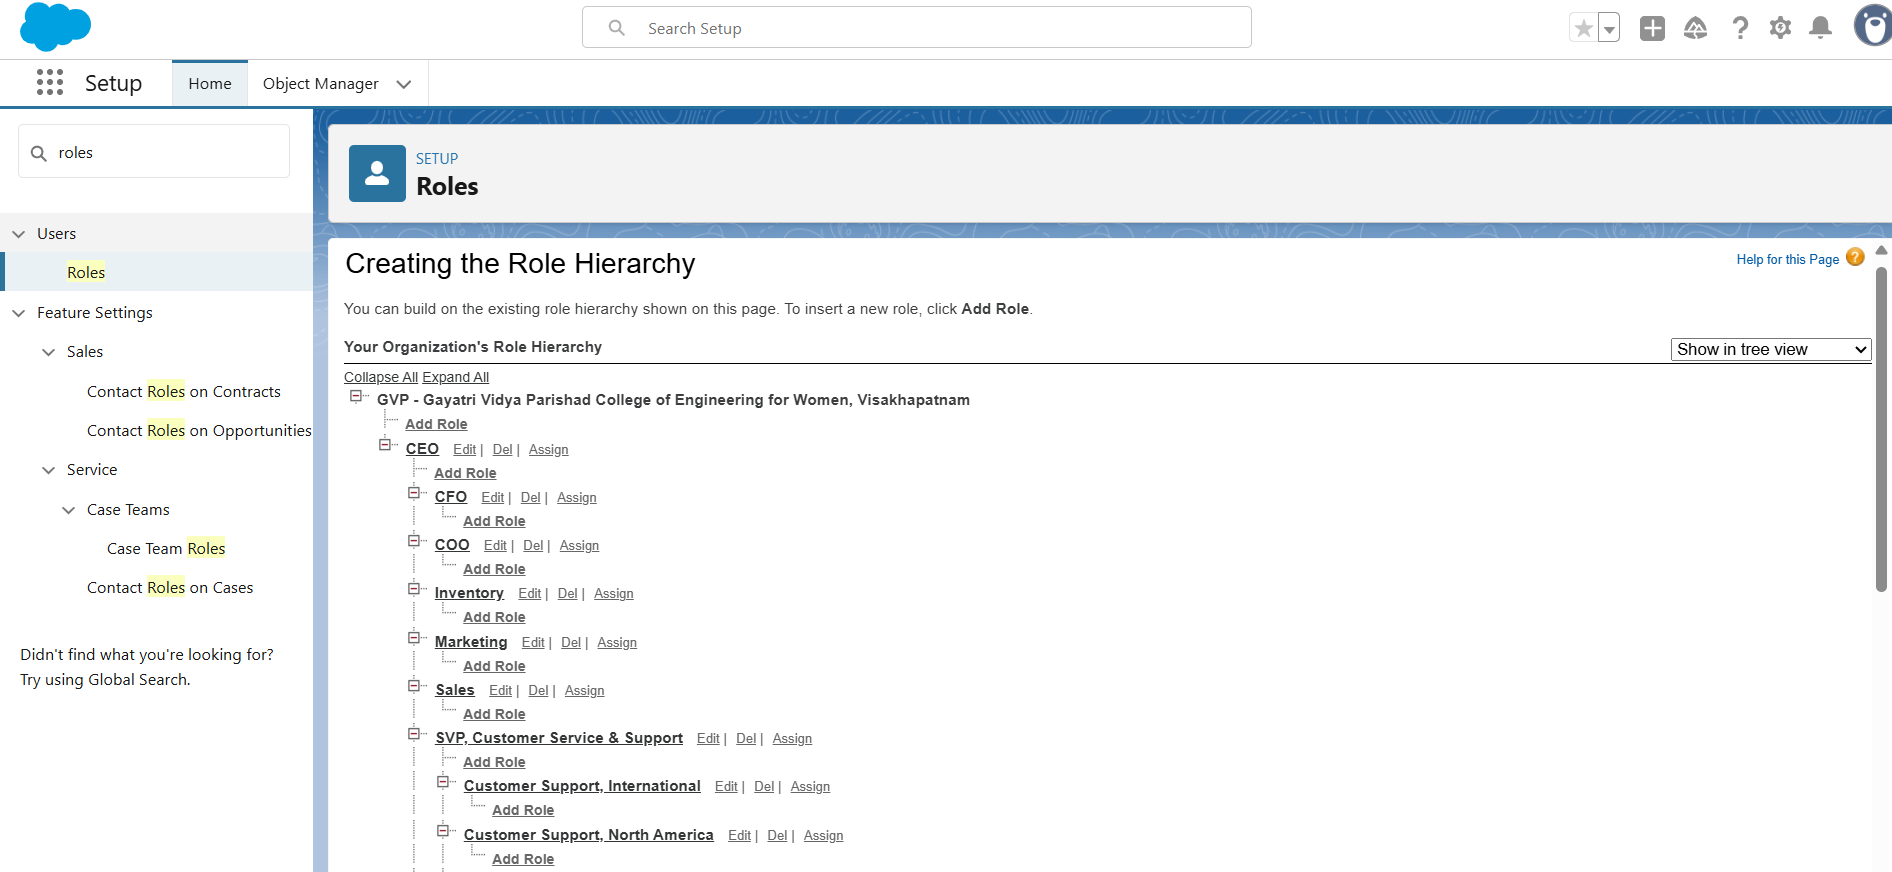 Search Setup
Setup
Home
Object Manager
roles
Users
Roles
Feature Settings
Sales
Contact Roles on Contracts
Contact Roles on Opportunities
Service
Case Teams
Case Team Roles
Contact Roles on Cases
Didn't find what you're looking for?
Try using Global Search.
SETUP
Roles
Creating the Role Hierarchy
Help for this Page ?
You can build on the existing role hierarchy shown on this page. To insert a new role, click Add Role.
Your Organization's Role Hierarchy
Show in tree view
Collapse All Expand All
GVP - Gayatri Vidya Parishad College of Engineering for Women, Visakhapatnam
Add Role
CEO Edit | Del | Assign
Add Role
CFO Edit | Del | Assign
Add Role
COO Edit | Del | Assign
Add Role
Inventory Edit | Del | Assign
Add Role
Marketing Edit | Del | Assign
Add Role
Sales Edit | Del | Assign
Add Role
SVP, Customer Service & Support Edit | Del | Assign
Add Role
Customer Support, International Edit | Del | Assign
Add Role
Customer Support, North America Edit | Del | Assign
Add Role